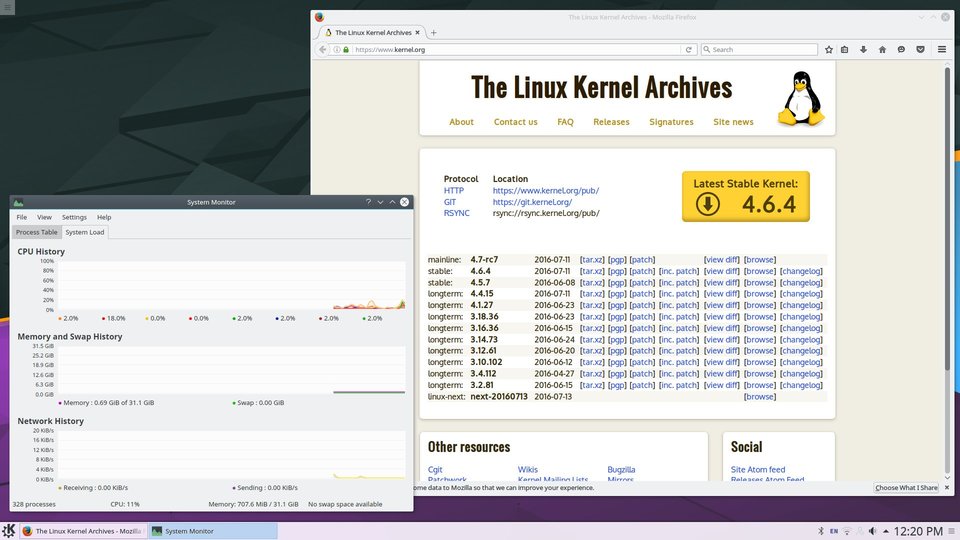 The Linux Kernel Archives - Mozilla Firefox
The Linux Kernel Archives
https://www.kernel.org
Search
The Linux Kernel Archives
About Contact us FAQ Releases Signatures Site news
Protocol Location
HTTP https://www.kernel.org/pub/
GIT https://git.kernel.org/
RSYNC rsync://rsync.kernel.org/pub/
Latest Stable Kernel:
4.6.4
mainline: 4.7-rc7 2016-07-11 [tar.xz] [pgp] [patch] [view diff] [browse]
stable: 4.6.4 2016-07-11 [tar.xz] [pgp] [patch] [inc. patch] [view diff] [browse] [changelog]
stable: 4.5.7 2016-06-08 [tar.xz] [pgp] [patch] [inc. patch] [view diff] [browse] [changelog]
longterm: 4.4.15 2016-07-11 [tar.xz] [pgp] [patch] [inc. patch] [view diff] [browse] [changelog]
longterm: 4.1.27 2016-06-23 [tar.xz] [pgp] [patch] [inc. patch] [view diff] [browse] [changelog]
longterm: 3.18.36 2016-06-23 [tar.xz] [pgp] [patch] [inc. patch] [view diff] [browse] [changelog]
longterm: 3.16.36 2016-06-15 [tar.xz] [pgp] [patch] [inc. patch] [view diff] [browse] [changelog]
longterm: 3.14.73 2016-06-24 [tar.xz] [pgp] [patch] [inc. patch] [view diff] [browse] [changelog]
longterm: 3.12.61 2016-06-20 [tar.xz] [pgp] [patch] [inc. patch] [view diff] [browse] [changelog]
longterm: 3.10.102 2016-06-12 [tar.xz] [pgp] [patch] [inc. patch] [view diff] [browse] [changelog]
longterm: 3.4.112 2016-04-27 [tar.xz] [pgp] [patch] [inc. patch] [view diff] [browse] [changelog]
longterm: 3.2.81 2016-06-15 [tar.xz] [pgp] [patch] [inc. patch] [view diff] [browse] [changelog]
linux-next: next-20160713 2016-07-13 [browse]
Other resources
Cgit Wikis Bugzilla
Patchwork Kernel Mailing Lists Mirrors
Social
Site Atom feed
Releases Atom Feed
ome data to Mozilla so that we can improve your experience.
Choose What I Share
System Monitor
File View Settings Help
Process Table System Load
CPU History
100%
80%
60%
40%
20%
0%
2.0% 18.0% 0.0% 0.0% 2.0% 2.0% 2.0% 2.0%
Memory and Swap History
31.5 GiB
25.2 GiB
18.9 GiB
12.6 GiB
6.3 GiB
0.0 GiB
Memory : 0.69 GiB of 31.1 GiB Swap : 0.00 GiB
Network History
20 KiB/s
16 KiB/s
12 KiB/s
8 KiB/s
4 KiB/s
0 KiB/s
Receiving : 0.00 KiB/s Sending : 0.00 KiB/s
328 processes CPU: 11% Memory: 707.6 MiB / 31.1 GiB No swap space available
The Linux Kernel Archives - Mozilla
System Monitor
EN
12:20 PM